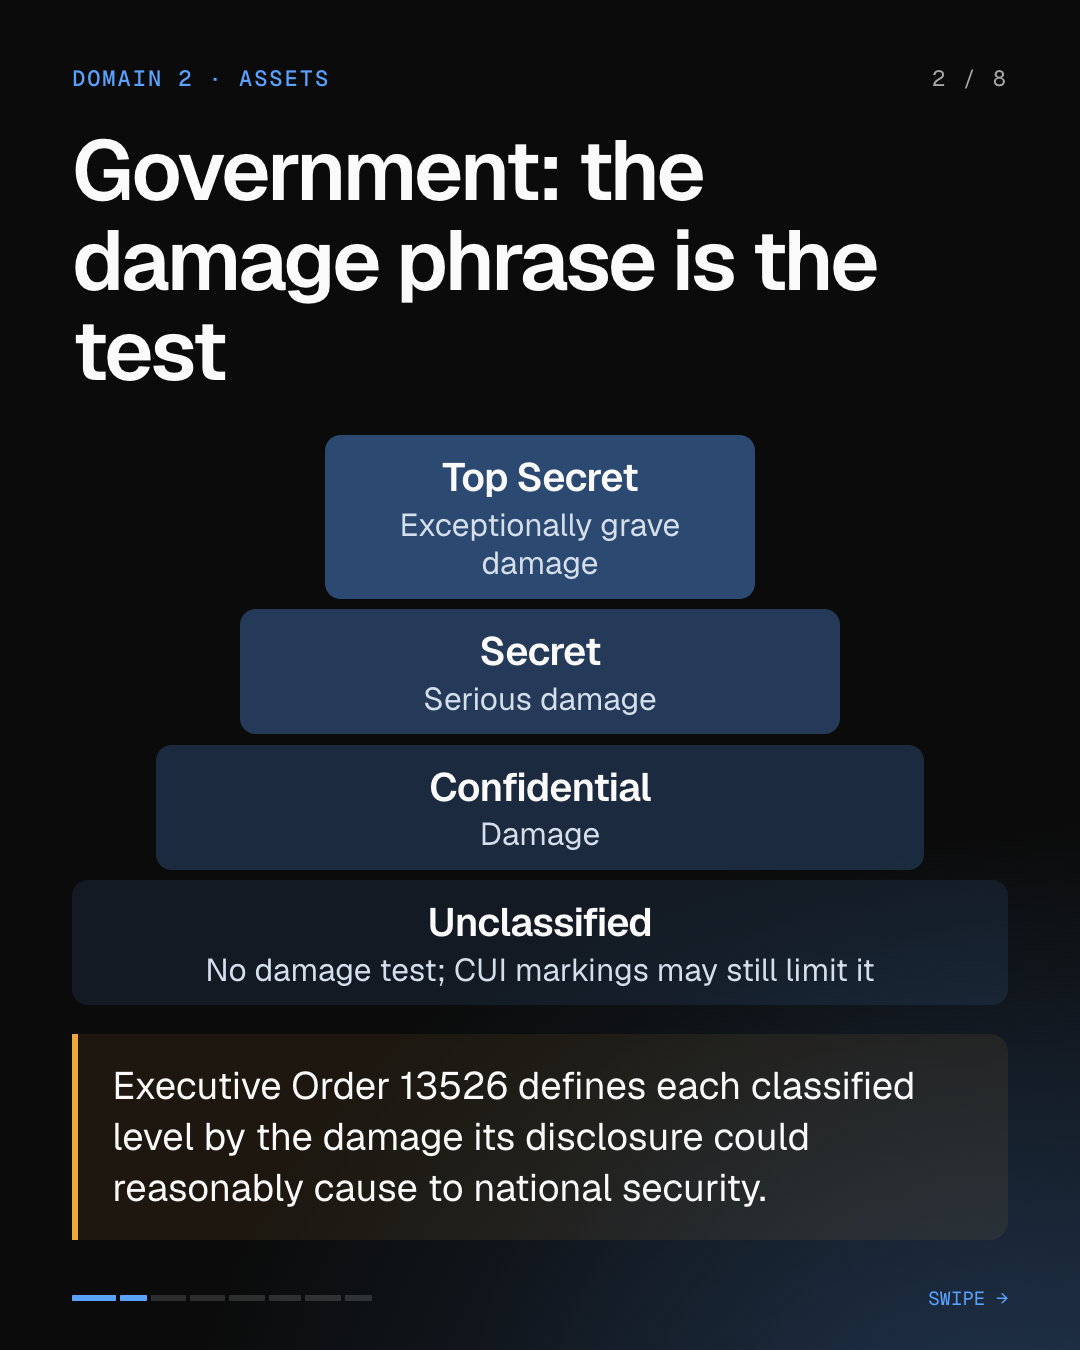 DOMAIN 2 · ASSETS
2 / 8
Government: the
damage phrase is the
test
Top Secret
Exceptionally grave
damage
Secret
Serious damage
Confidential
Damage
Unclassified
No damage test; CUI markings may still limit it
Executive Order 13526 defines each classified
level by the damage its disclosure could
reasonably cause to national security.
SWIPE →